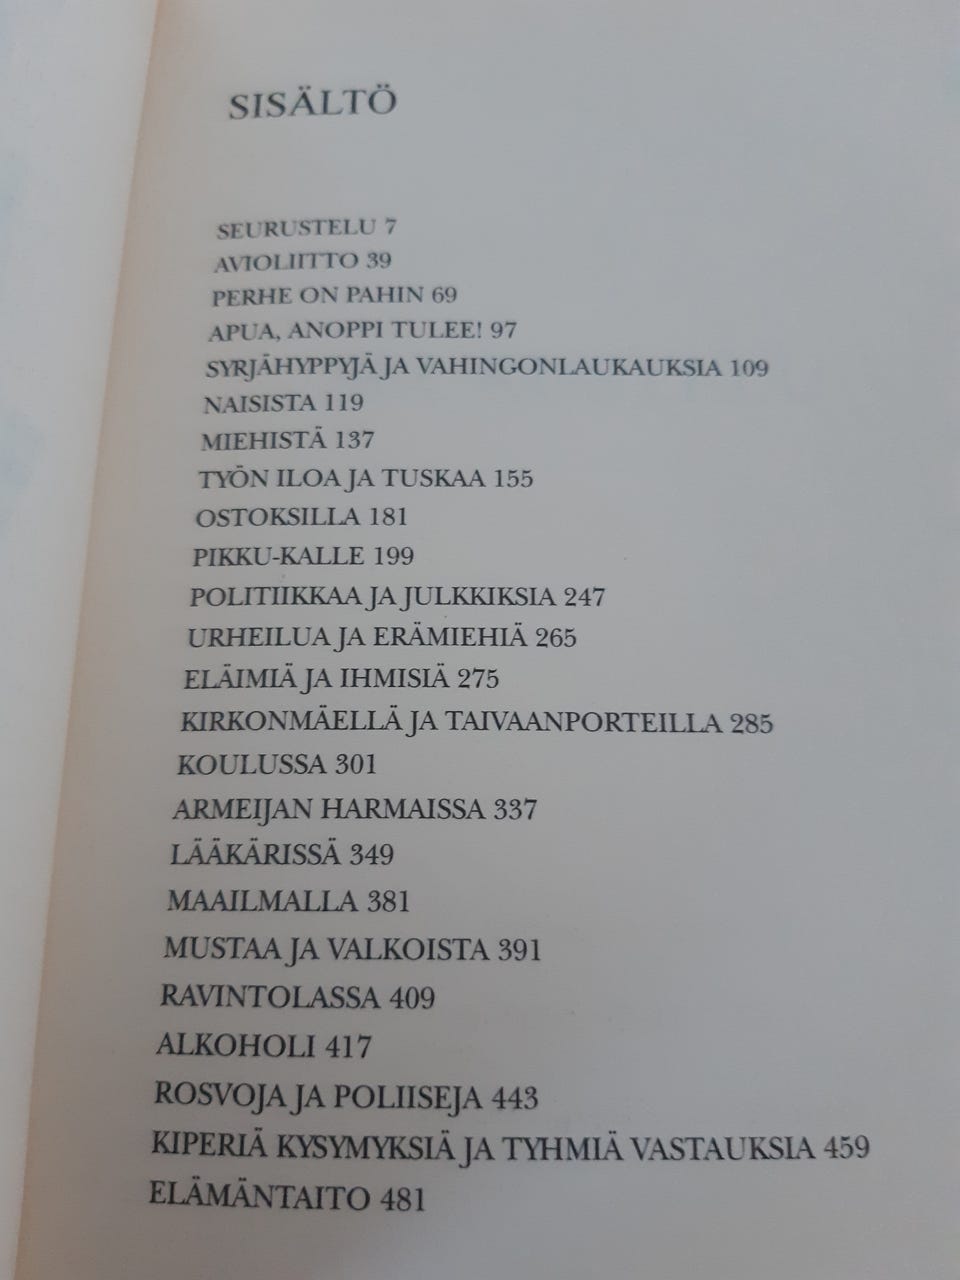 SISÄLTÖ
SEURUSTELU 7
AVIOLIITTO 39
PERHE ON PAHIN 69
APUA, ANOPPI TULEE! 97
SYRJÄHYPPYJÄ JA VAHINGONLAUKAUKSIA 109
NAISISTA 119
MIEHISTÄ 137
TYÖN ILOA JA TUSKAA 155
OSTOKSILLA 181
PIKKU-KALLE 199
POLITIIKKAA JA JULKKIKSIA 247
URHEILUA JA ERÄMIEHIÄ 265
ELÄIMIÄ JA IHMISIÄ 275
KIRKONMÄELLÄ JA TAIVAANPORTEILLA 285
KOULUSSA 301
ARMEIJAN HARMAISSA 337
LÄÄKÄRISSÄ 349
MAAILMALLA 381
MUSTAA JA VALKOISTA 391
RAVINTOLASSA 409
ALKOHOLI 417
ROSVOJA JA POLIISEJA 443
KIPERIÄ KYSYMYKSIÄ JA TYHMIÄ VASTAUKSIA 459
ELÄMÄNTAITO 481